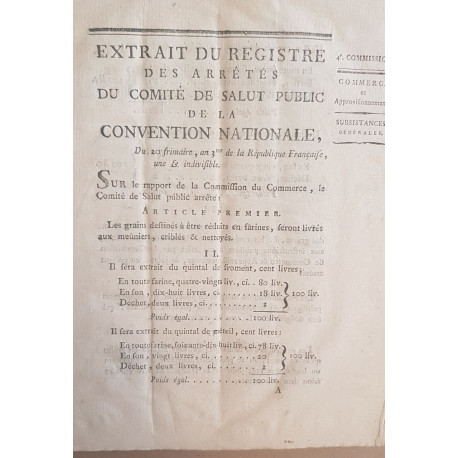 EXTRAIT DU REGISTRE
DES ARRÊTÉS
DU COMITÉ DE SALUT PUBLIC
DE LA
CONVENTION NATIONALE,
Du 20 frimaire, an 3.me de la République Française,
une & indivisible.
SUR le rapport de la Commission du Commerce, le
Comité de Salut public arrête:
ARTICLE PREMIER.
Les grains destinés à être réduits en farines, seront livrés
aux meûniers, criblés & nettoyés.
II.
Il sera extrait du quintal de froment, cent livres;
En toute farine, quatre-vingts liv., ci. . 80 liv.
En son, dix-huit livres, ci. . . . . . . 18 liv. 100 liv.
Déchet, deux livres, ci. . . . . . . . . 2
Poids égal. . . . . . . . . . 100 liv.
Il sera extrait du quintal de méteil, cent livres:
En toute farine, soixante-dix-huit liv., ci. 78 liv.
En son, vingt livres, ci. . . . . . . . . 20 100 liv.
Déchet, deux livres, ci. . . . . . . . . 2
Poids égal. . . . . . . . . . 100 liv.
A
4e. COMMISSIO
COMMERC
et
Approvisionnemen
SUBSISTANCES
GÉNÉRALES